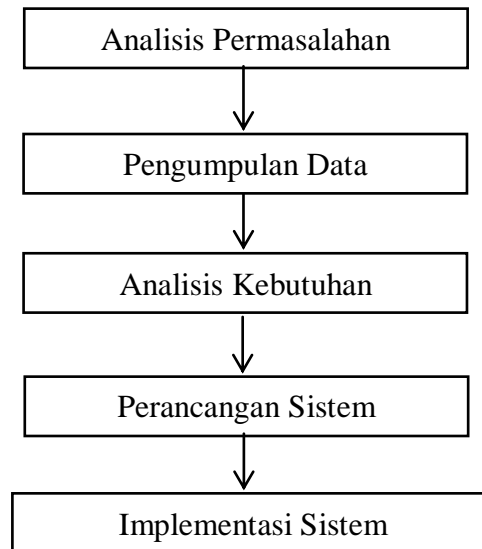 Analisis Permasalahan
Pengumpulan Data
Analisis Kebutuhan
Perancangan Sistem
Implementasi Sistem